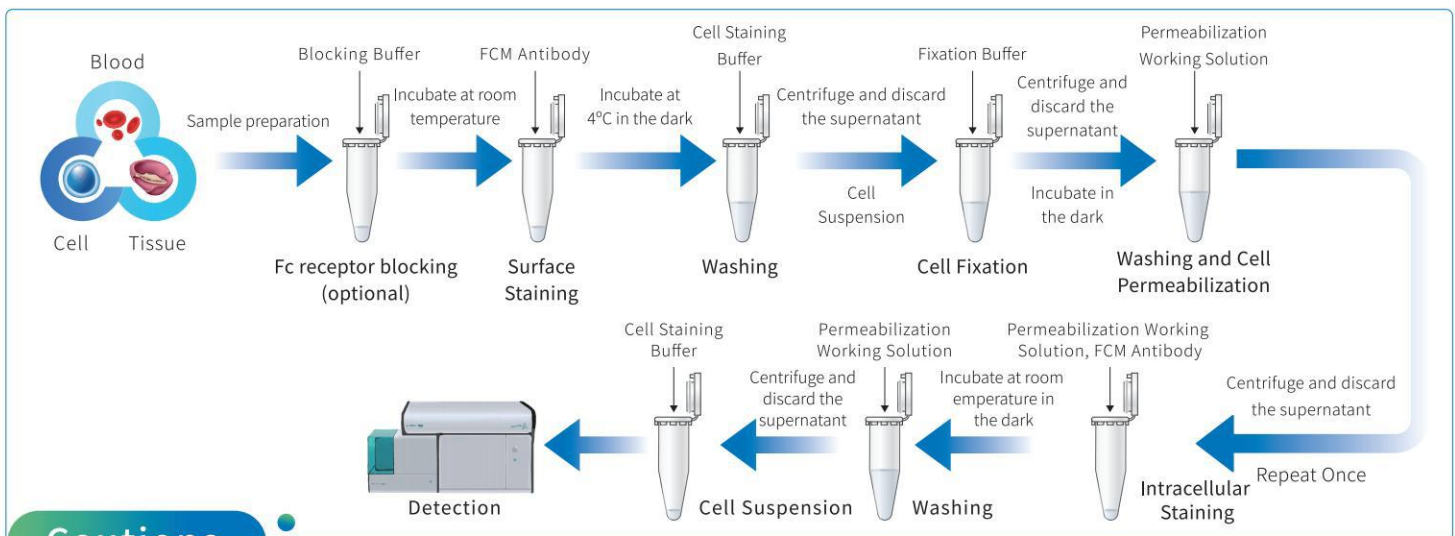 Blood
Cell
Tissue
Sample preparation
Blocking Buffer
Fc receptor blocking
(optional)
Incubate at room
temperature
FCM Antibody
Surface
Staining
Incubate at
4°C in the dark
Cell Staining
Buffer
Washing
Centrifuge and discard
the supernatant
Cell
Suspension
Fixation Buffer
Cell Fixation
Centrifuge and
discard the
supernatant
Incubate in
the dark
Permeabilization
Working Solution
Washing and Cell
Permeabilization
Centrifuge and discard
the supernatant
Repeat Once
Permeabilization Working
Solution, FCM Antibody
Intracellular
Staining
Incubate at room
emperature in
the dark
Permeabilization
Working Solution
Washing
Centrifuge and
discard the
supernatant
Cell Staining
Buffer
Cell Suspension
Detection
Cautions